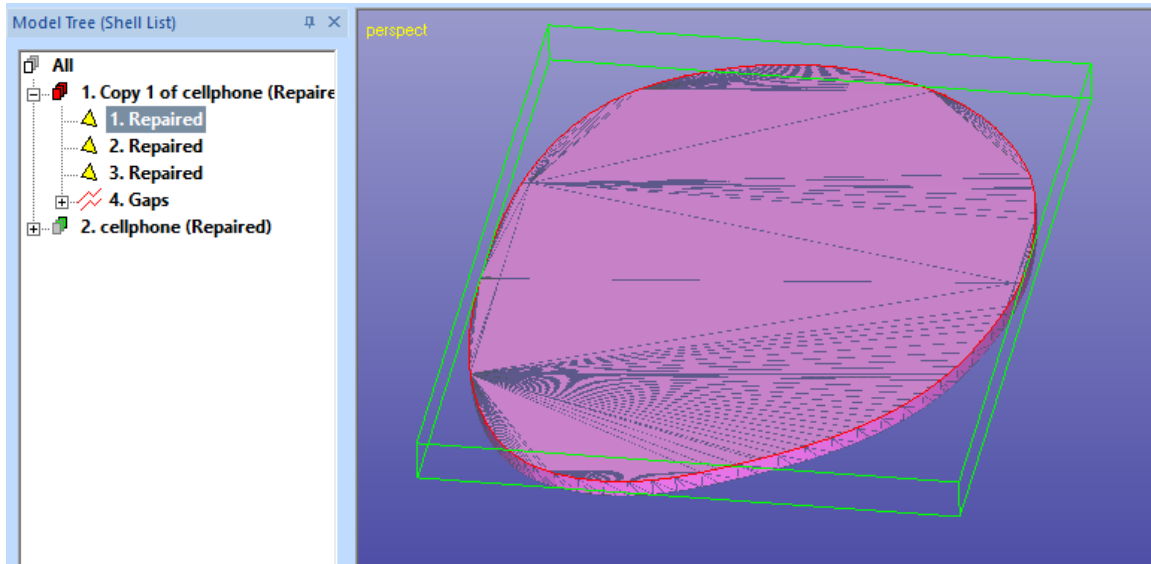 Model Tree (Shell List)
All
1. Copy 1 of cellphone (Repaire
1. Repaired
2. Repaired
3. Repaired
4. Gaps
2. cellphone (Repaired)
perspect